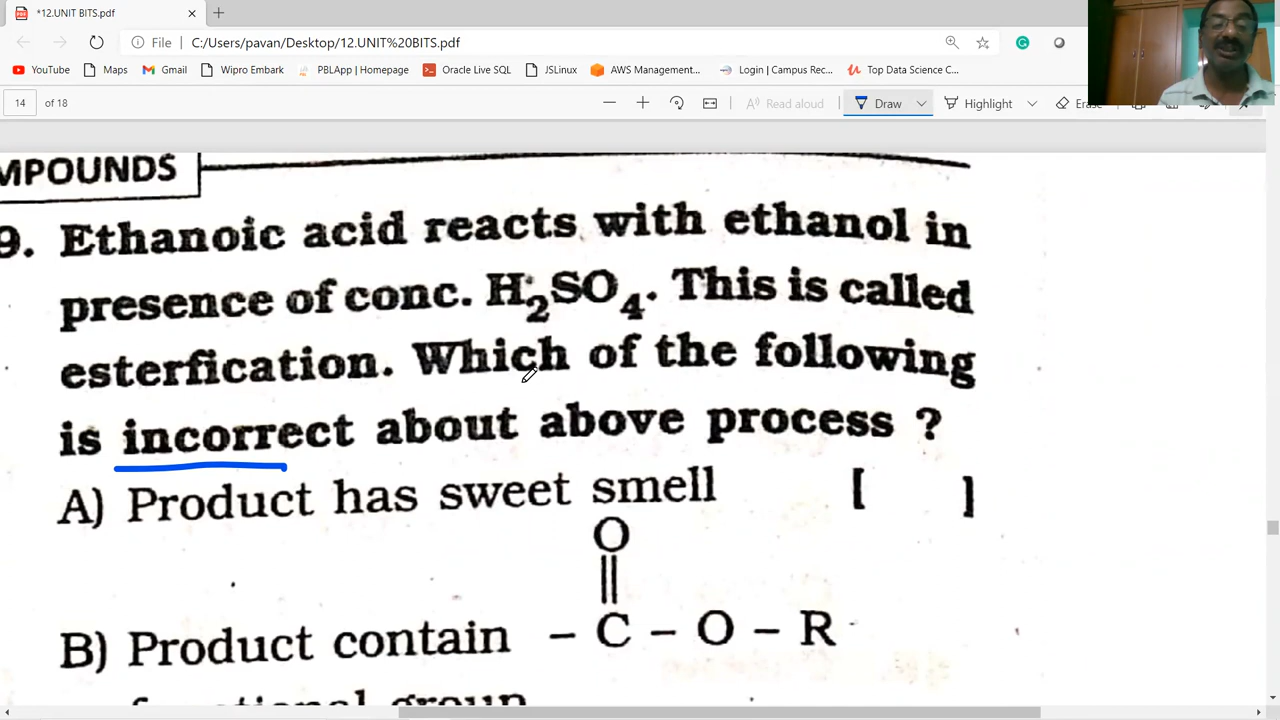 *12.UNIT BITS.pdf
File C:/Users/pavan/Desktop/12.UNIT%20BITS.pdf
YouTube Maps Gmail Wipro Embark PBLApp | Homepage Oracle Live SQL JSLinux AWS Management... Login | Campus Rec... Top Data Science C...
14 of 18 Read aloud Draw Highlight Erase
MPOUNDS
9. Ethanoic acid reacts with ethanol in
presence of conc. H₂SO₄. This is called
esterfication. Which of the following
is incorrect about above process ?
A) Product has sweet smell [ ]
O
||
B) Product contain – C – O – R
functional group